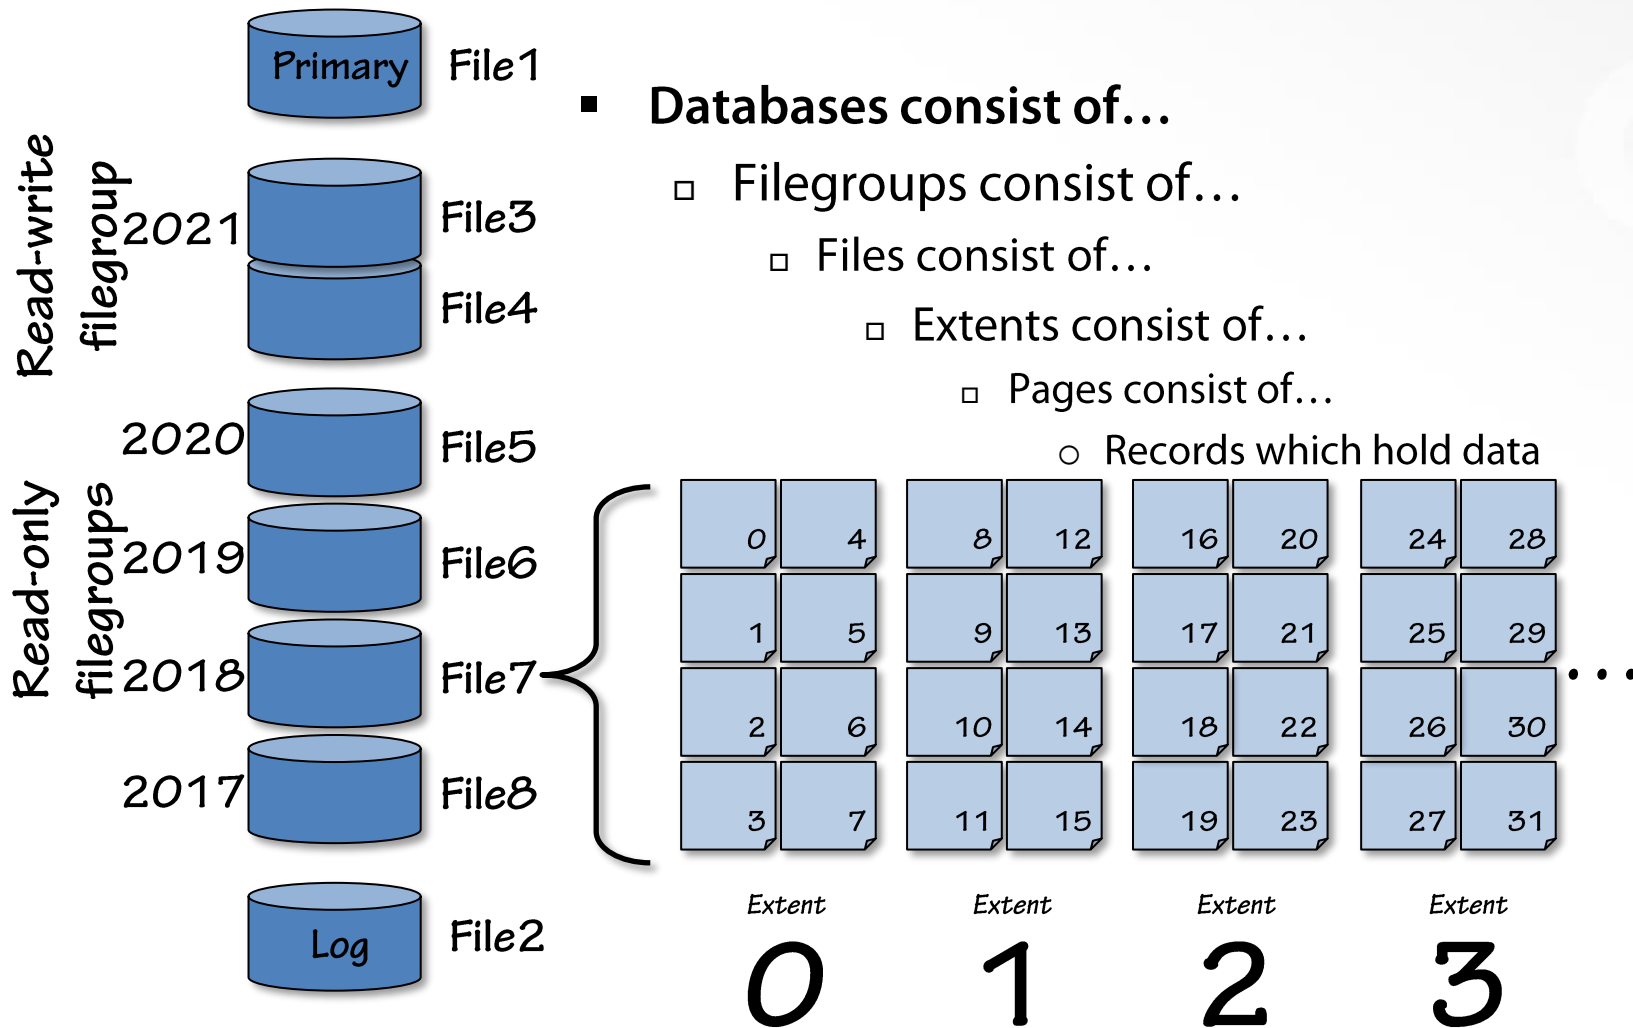 Primary File1
Read-write
filegroup
2021
File3
File4
2020 File5
Read-only
filegroups
2019 File6
2018 File7
2017 File8
Log File2
Databases consist of…
Filegroups consist of…
Files consist of…
Extents consist of…
Pages consist of…
Records which hold data
0 4 8 12 16 20 24 28
1 5 9 13 17 21 25 29
2 6 10 14 18 22 26 30
3 7 11 15 19 23 27 31
...
Extent Extent Extent Extent
0 1 2 3